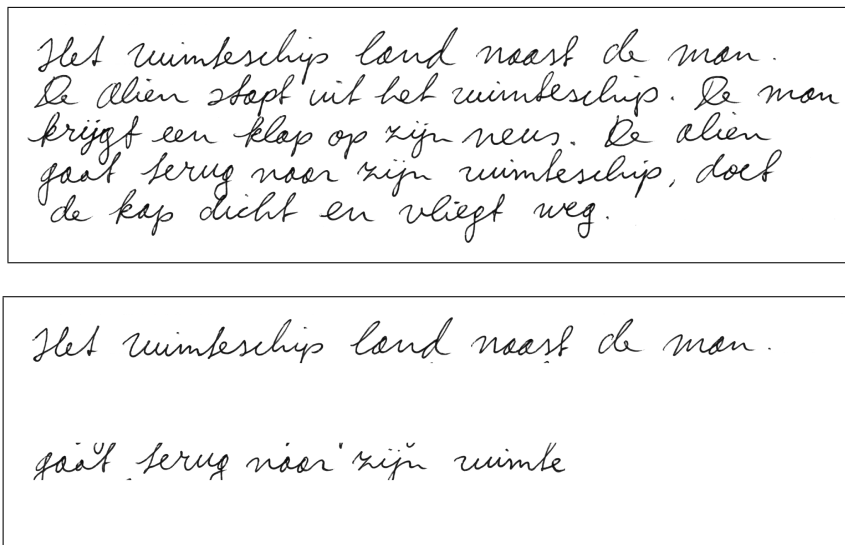 Het ruimteschip land naast de man.
De alien stapt uit het ruimteschip. De man
krijgt een klap op zijn neus. De alien
gaat terug naar zijn ruimteschip, doet
de kap dicht en vliegt weg.
Het ruimteschip land naast de man.
gaat terug naar zijn ruimte